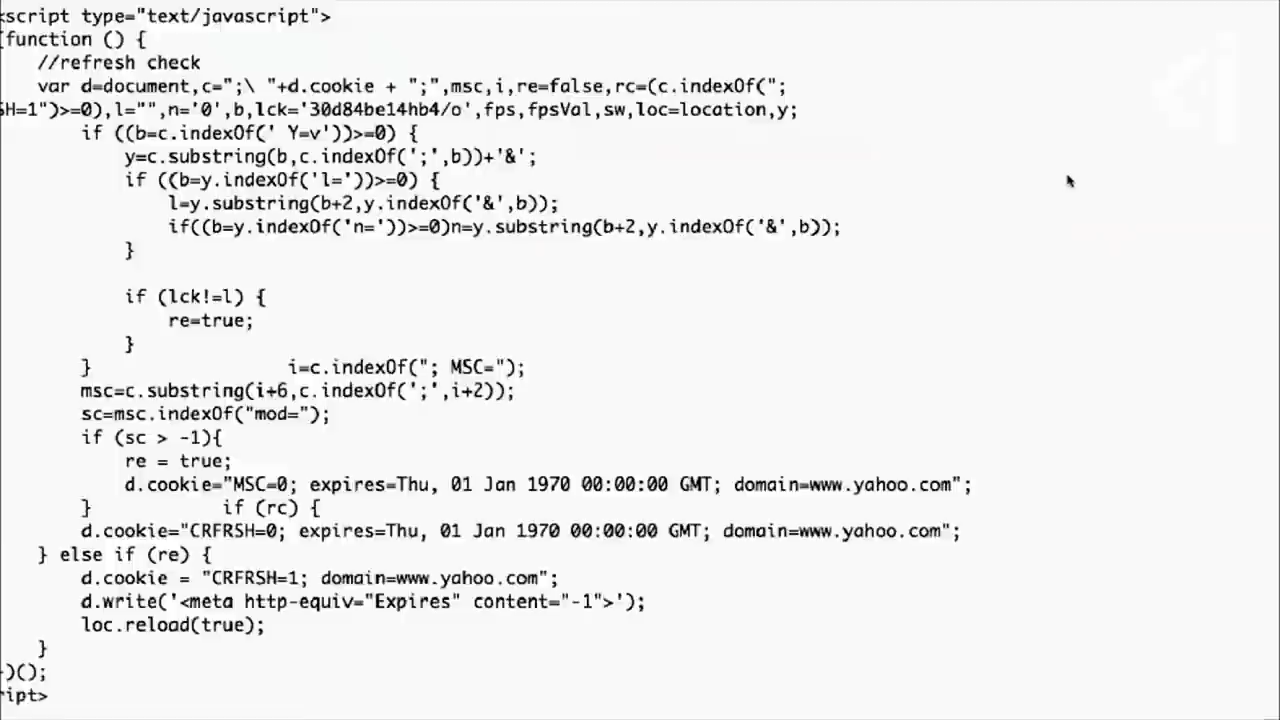 <script type="text/javascript">
(function () {
//refresh check
var d=document,c=";\ "+d.cookie + ";",msc,i,re=false,rc=(c.indexOf(";
SH=1")>=0),l="",n='0',b,lck='30d84be14hb4/o',fps,fpsVal,sw,loc=location,y;
if ((b=c.indexOf(' Y=v'))>=0) {
y=c.substring(b,c.indexOf(';',b))+'&';
if ((b=y.indexOf('l='))>=0) {
l=y.substring(b+2,y.indexOf('&',b));
if((b=y.indexOf('n='))>=0)n=y.substring(b+2,y.indexOf('&',b));
}
if (lck!=l) {
re=true;
}
} i=c.indexOf("; MSC=");
msc=c.substring(i+6,c.indexOf(';',i+2));
sc=msc.indexOf("mod=");
if (sc > -1){
re = true;
d.cookie="MSC=0; expires=Thu, 01 Jan 1970 00:00:00 GMT; domain=www.yahoo.com";
} if (rc) {
d.cookie="CRFRSH=0; expires=Thu, 01 Jan 1970 00:00:00 GMT; domain=www.yahoo.com";
} else if (re) {
d.cookie = "CRFRSH=1; domain=www.yahoo.com";
d.write('<meta http-equiv="Expires" content="-1">');
loc.reload(true);
}
)();
ript>